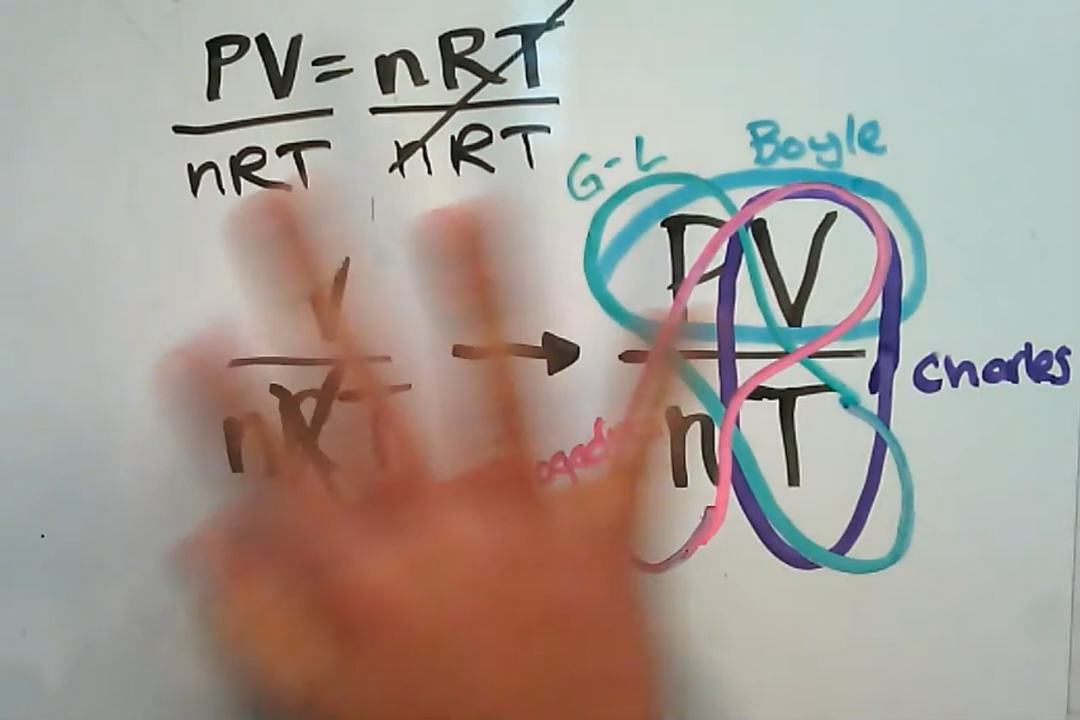 PV = nRT
nRT nRT
G-L Boyle
PV
Charles
nT